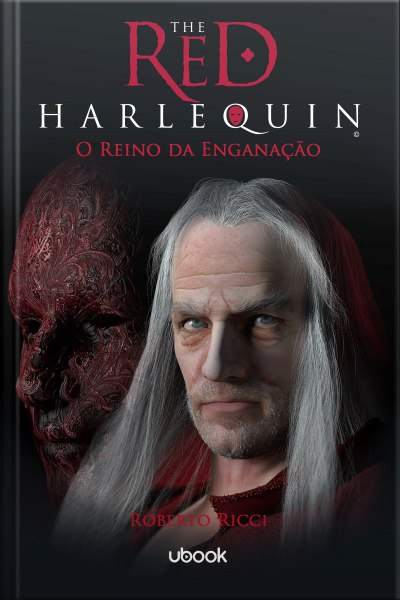 THE
RED
HARLEQUIN
©
O REINO DA ENGANAÇÃO
ROBERTO RICCI
ubook